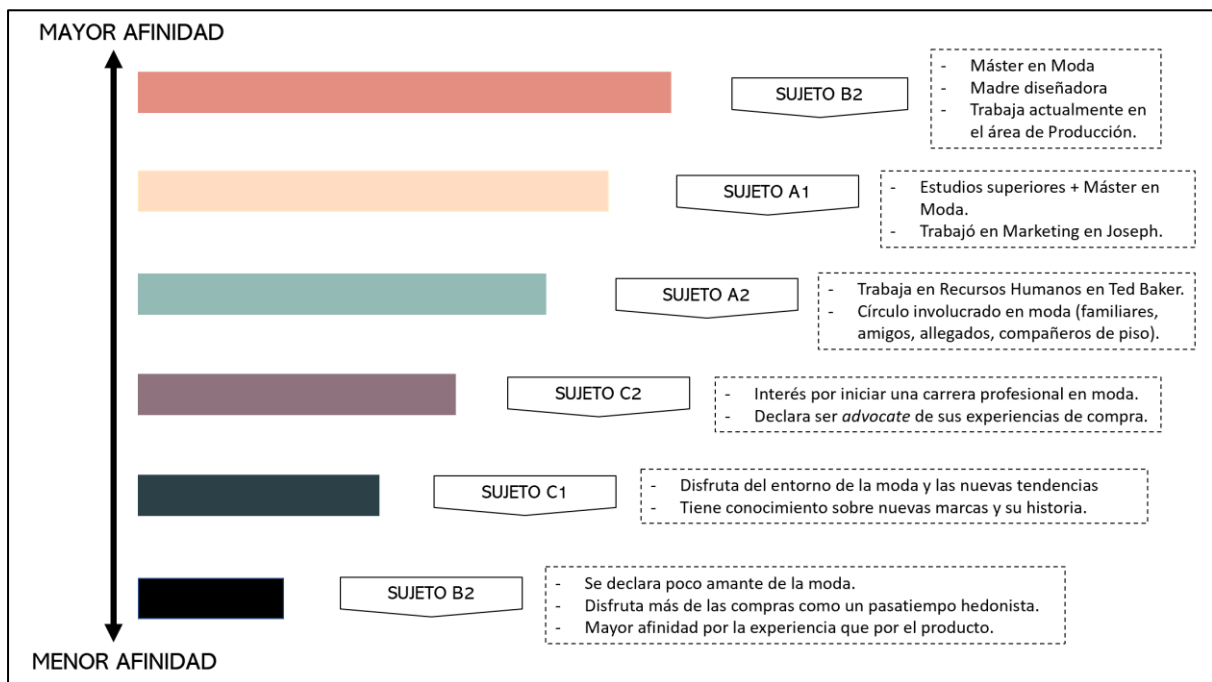 MAYOR AFINIDAD
SUJETO B2
- Máster en Moda
- Madre diseñadora
- Trabaja actualmente en
el área de Producción.
SUJETO A1
- Estudios superiores + Máster en
Moda.
- Trabajó en Marketing en Joseph.
SUJETO A2
- Trabaja en Recursos Humanos en Ted Baker.
- Círculo involucrado en moda (familiares,
amigos, allegados, compañeros de piso).
SUJETO C2
- Interés por iniciar una carrera profesional en moda.
- Declara ser advocate de sus experiencias de compra.
SUJETO C1
- Disfruta del entorno de la moda y las nuevas tendencias
- Tiene conocimiento sobre nuevas marcas y su historia.
SUJETO B2
- Se declara poco amante de la moda.
- Disfruta más de las compras como un pasatiempo hedonista.
- Mayor afinidad por la experiencia que por el producto.
MENOR AFINIDAD